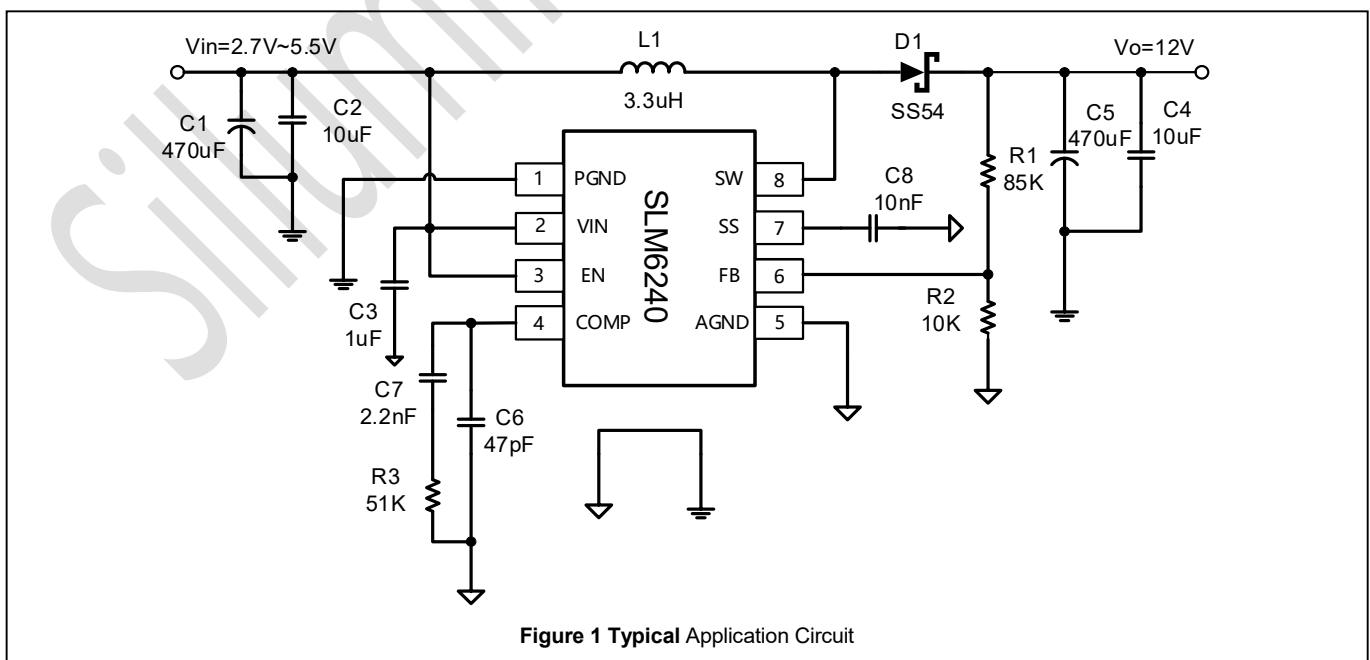 Vin=2.7V~5.5V
L1
D1
Vo=12V
3.3uH
SS54
C1
470uF
C2
10uF
C5
470uF
C4
10uF
R1
85K
C8
10nF
1
PGND
SW
8
2
VIN
SS
7
3
EN
FB
6
4
COMP
AGND
5
SLM6240
R2
10K
C3
1uF
C7
2.2nF
C6
47pF
R3
51K
Figure 1 Typical Application Circuit